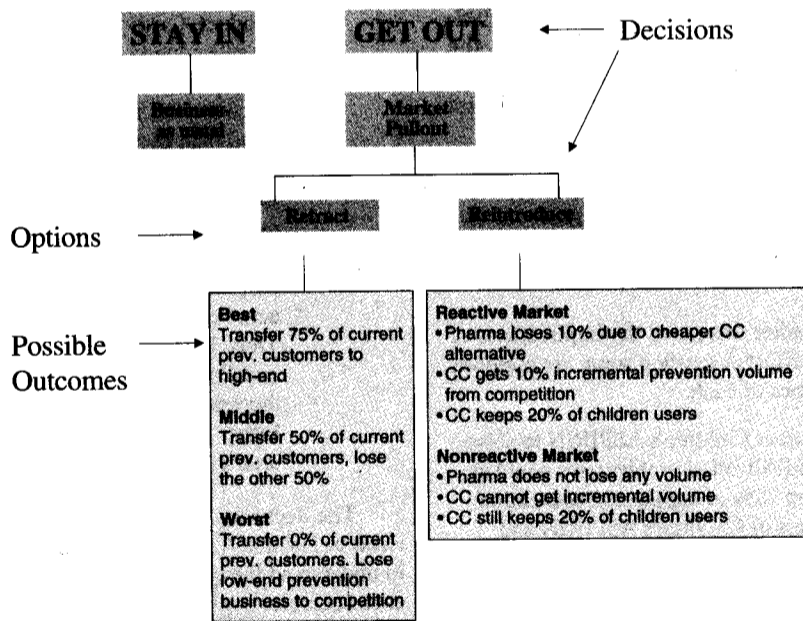 STAY IN
GET OUT
Decisions
Business
as usual
Market
Pullout
Retract
Reintroduce
Options
Possible
Outcomes
Best
Transfer 75% of current
prev. customers to
high-end
Middle
Transfer 50% of current
prev. customers, lose
the other 50%
Worst
Transfer 0% of current
prev. customers. Lose
low-end prevention
business to competition
Reactive Market
• Pharma loses 10% due to cheaper CC
alternative
• CC gets 10% incremental prevention volume
from competition
• CC keeps 20% of children users
Nonreactive Market
• Pharma does not lose any volume
• CC cannot get incremental volume
• CC still keeps 20% of children users